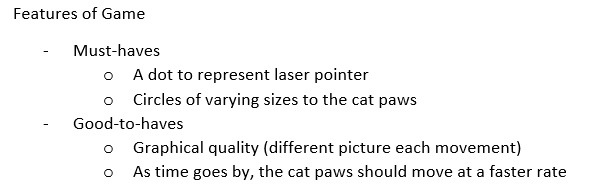 Features of Game
- Must-haves
o A dot to represent laser pointer
o Circles of varying sizes to the cat paws
- Good-to-haves
o Graphical quality (different picture each movement)
o As time goes by, the cat paws should move at a faster rate